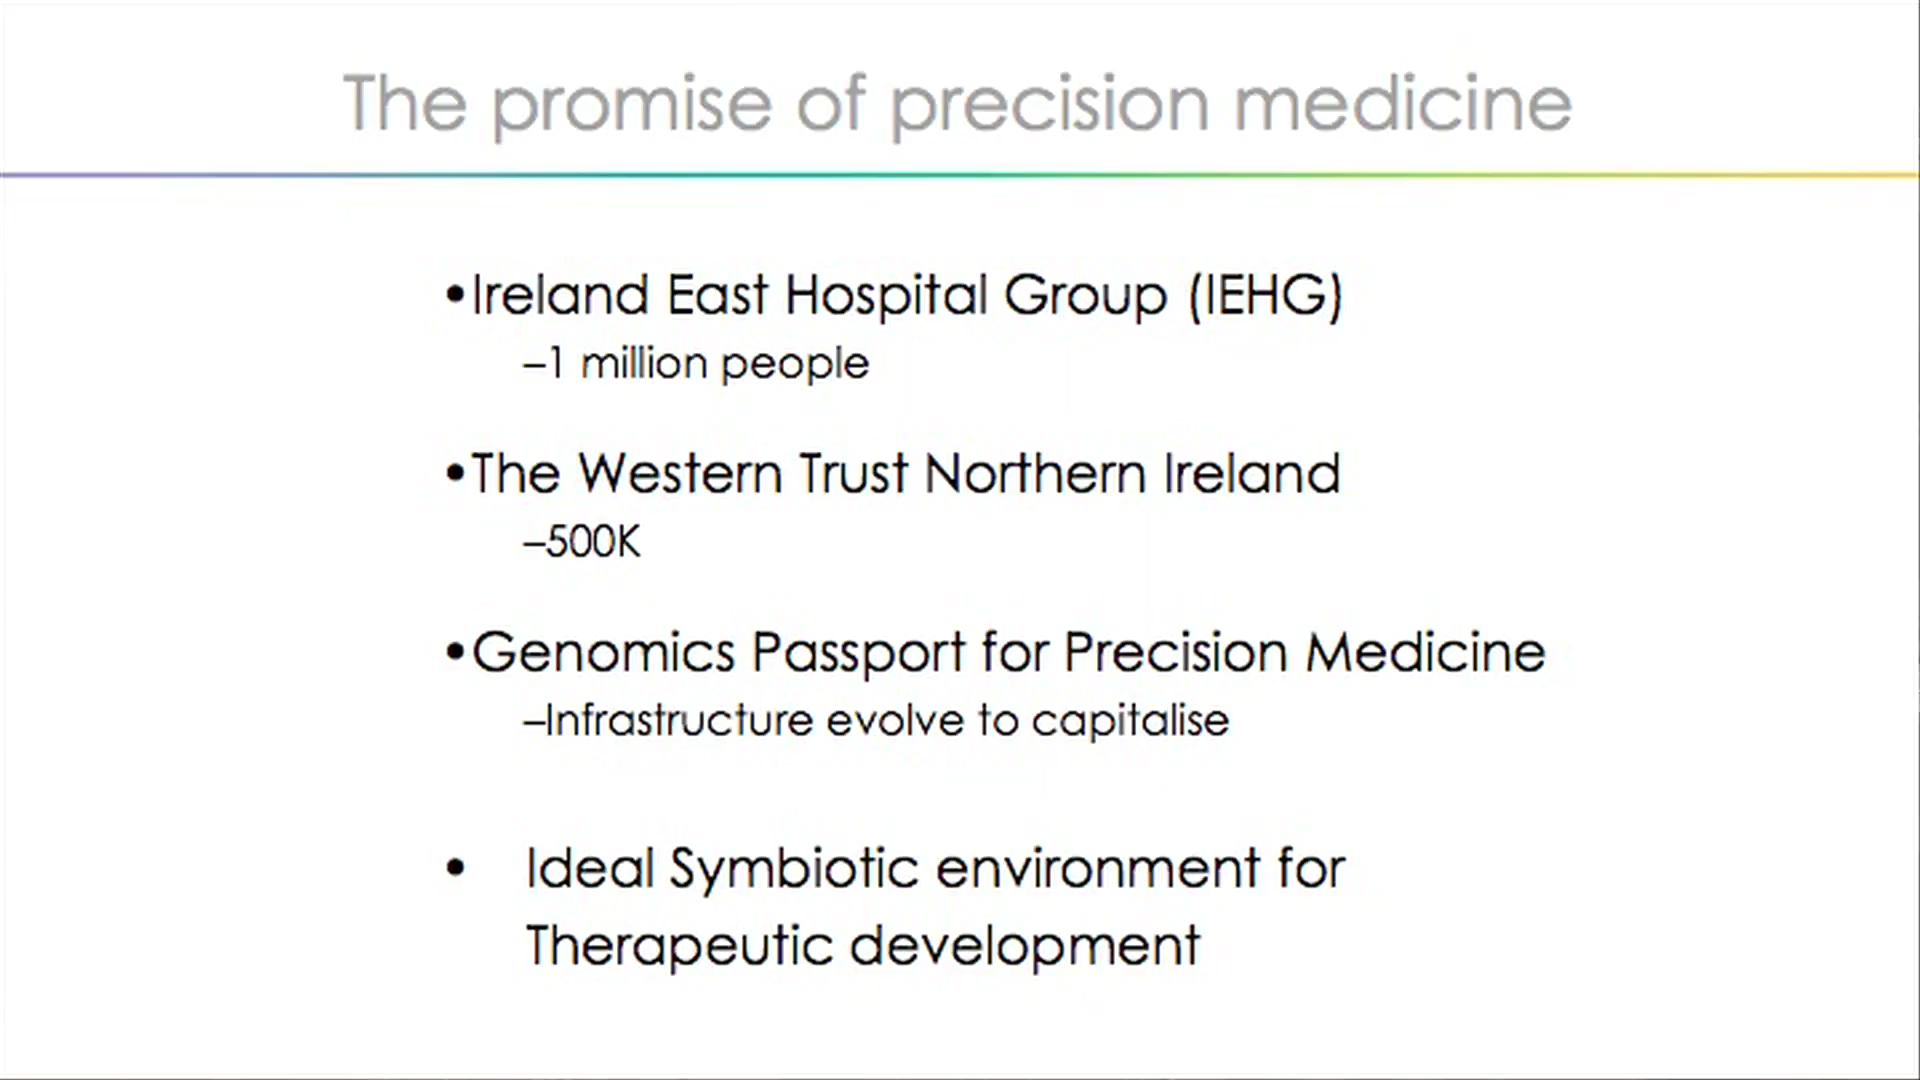 The promise of precision medicine
•Ireland East Hospital Group (IEHG)
–1 million people
•The Western Trust Northern Ireland
–500K
•Genomics Passport for Precision Medicine
–Infrastructure evolve to capitalise
• Ideal Symbiotic environment for
Therapeutic development